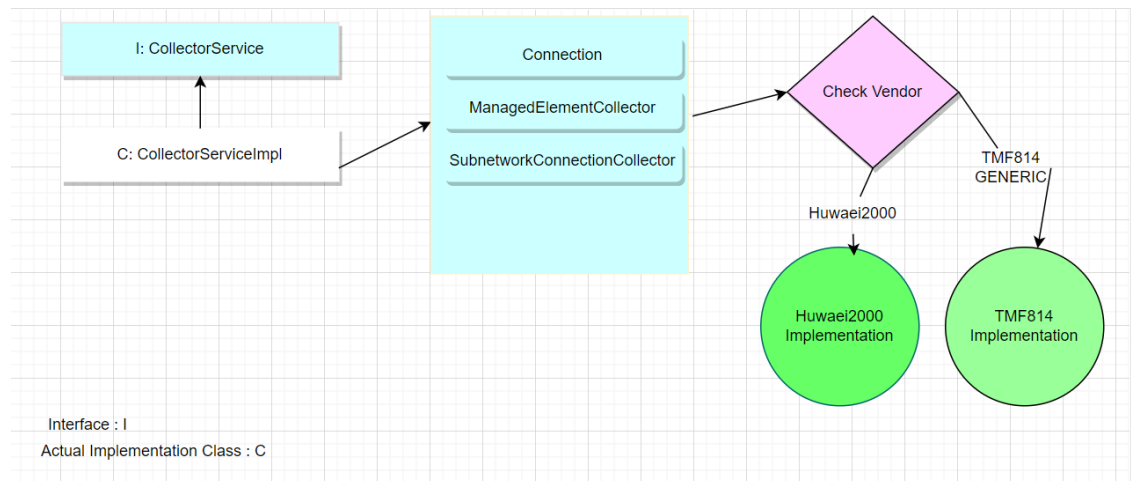 I: CollectorService
C: CollectorServiceImpl
Connection
ManagedElementCollector
SubnetworkConnectionCollector
Check Vendor
TMF814
GENERIC
Huwaei2000
Huwaei2000
Implementation
TMF814
Implementation
Interface : I
Actual Implementation Class : C